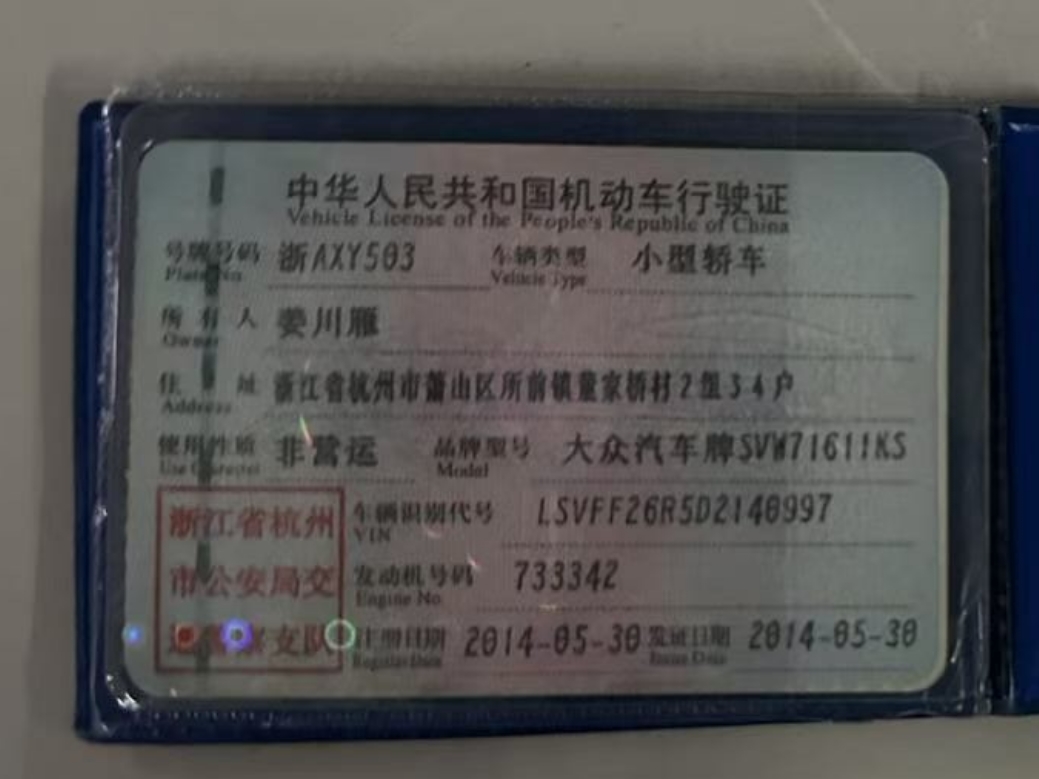 中华人民共和国机动车行驶证
Vehicle License of the People's Republic of China
号牌号码 浙AXY503 车辆类型 小型轿车
Plate No. Vehicle Type
所有人 姜川雁
Owner
住址 浙江省杭州市萧山区所前镇董家桥村2组34户
Address
使用性质 非营运 品牌型号 大众汽车牌SVW71611KS
Use Character Model
浙江省杭州 车辆识别代号 LSVFF26R5D2140997
VIN
市公安局交 发动机号码 733342
Engine No.
通警察支队 注册日期 2014-05-30 发证日期 2014-05-30
Register Date Issue Date